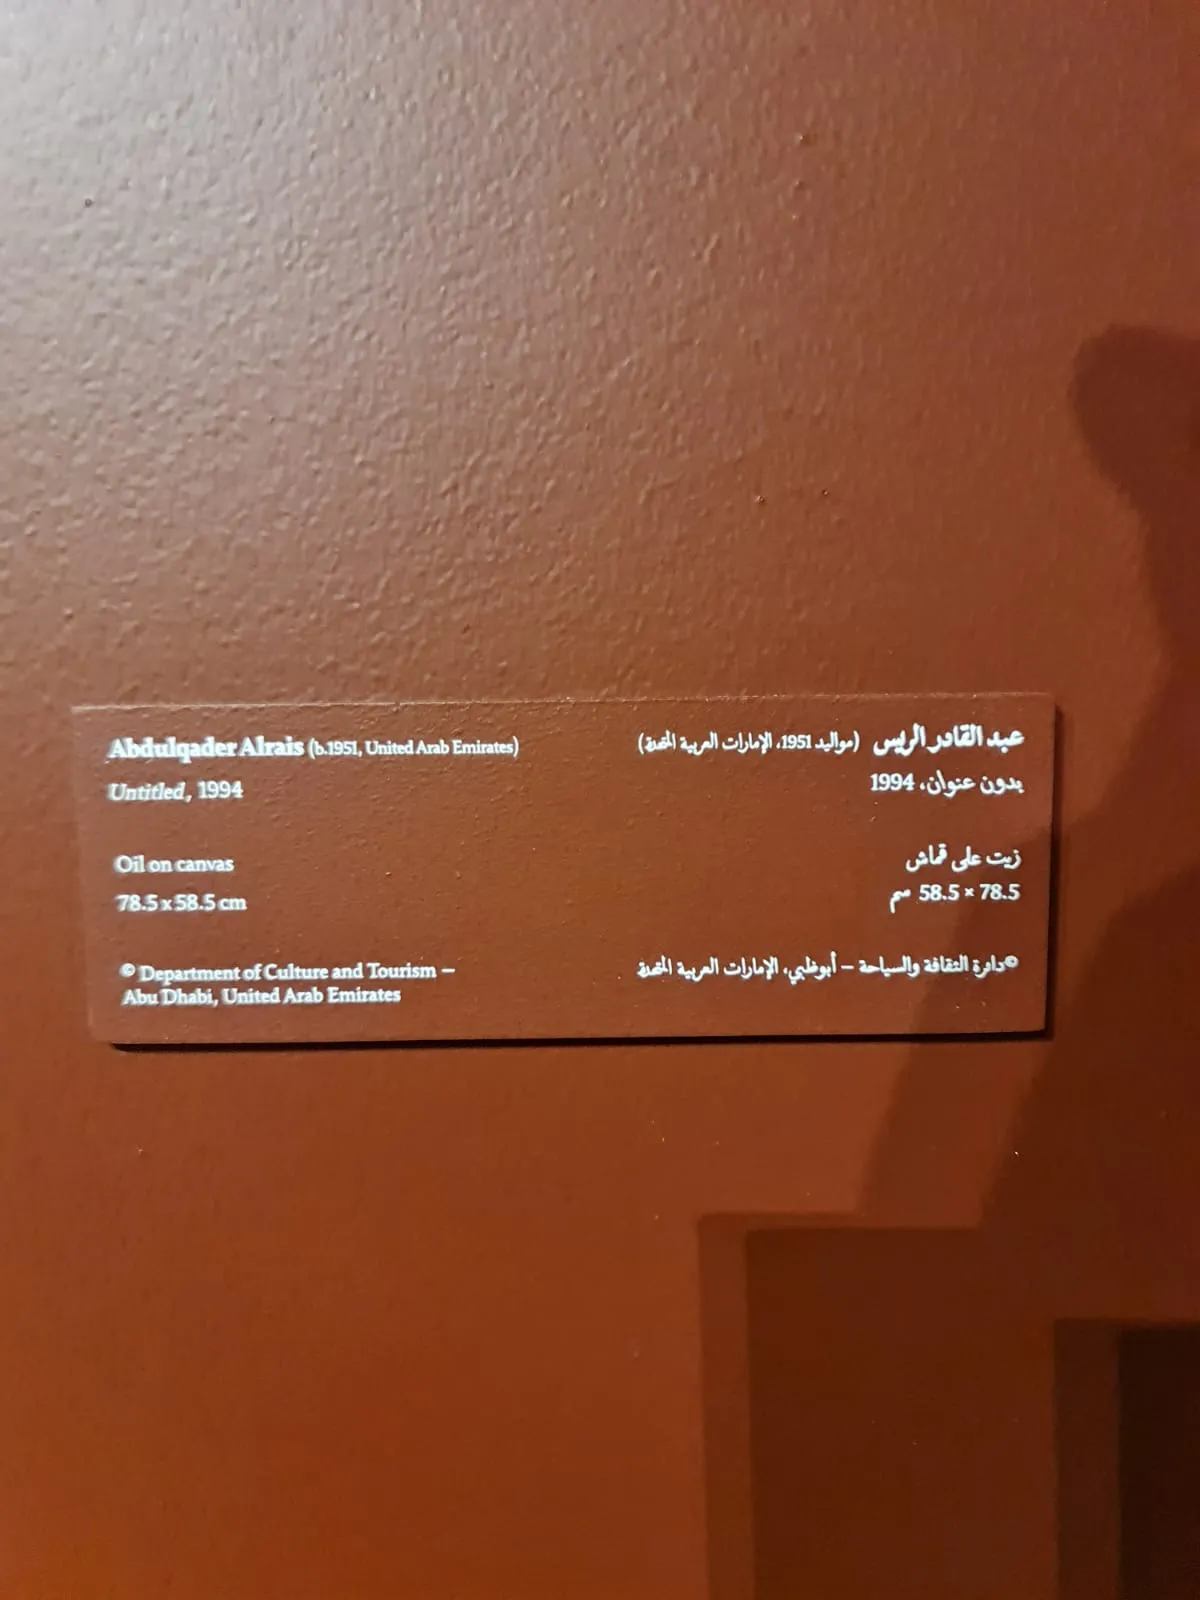 Abdulqader Alrais (b.1951, United Arab Emirates)
Untitled, 1994
Oil on canvas
78.5 x 58.5 cm
© Department of Culture and Tourism –
Abu Dhabi, United Arab Emirates
عبد القادر الريس (مواليد 1951، الإمارات العربية المتحدة)
بدون عنوان، 1994
زيت على قماش
78.5 × 58.5 سم
©دائرة الثقافة والسياحة – أبوظبي، الإمارات العربية المتحدة